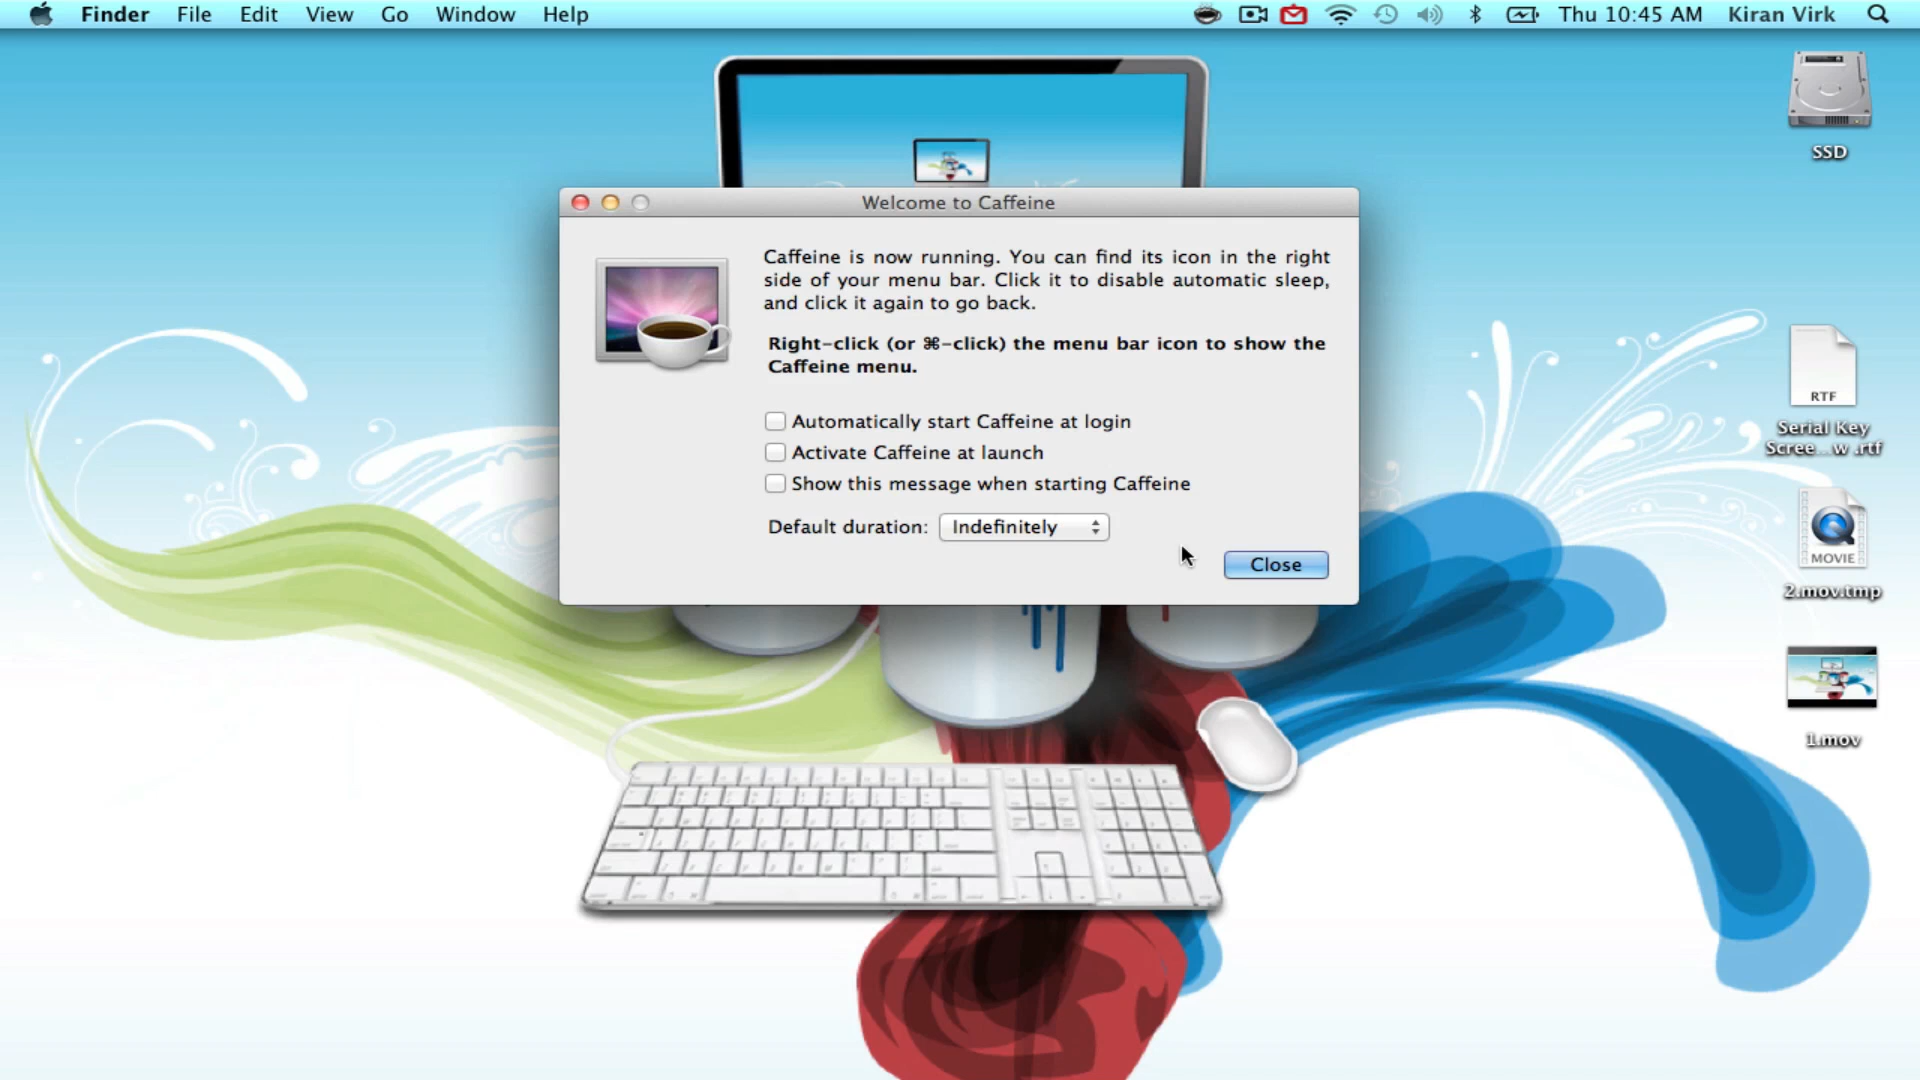 Finder File Edit View Go Window Help Thu 10:45 AM Kiran Virk
SSD
Welcome to Caffeine
Caffeine is now running. You can find its icon in the right
side of your menu bar. Click it to disable automatic sleep,
and click it again to go back.
Right-click (or ⌘-click) the menu bar icon to show the
Caffeine menu.
Automatically start Caffeine at login
Activate Caffeine at launch
Show this message when starting Caffeine
Default duration: Indefinitely
Close
RTF
Serial Key
Scree...w .rtf
MOVIE
2.mov.tmp
1.mov